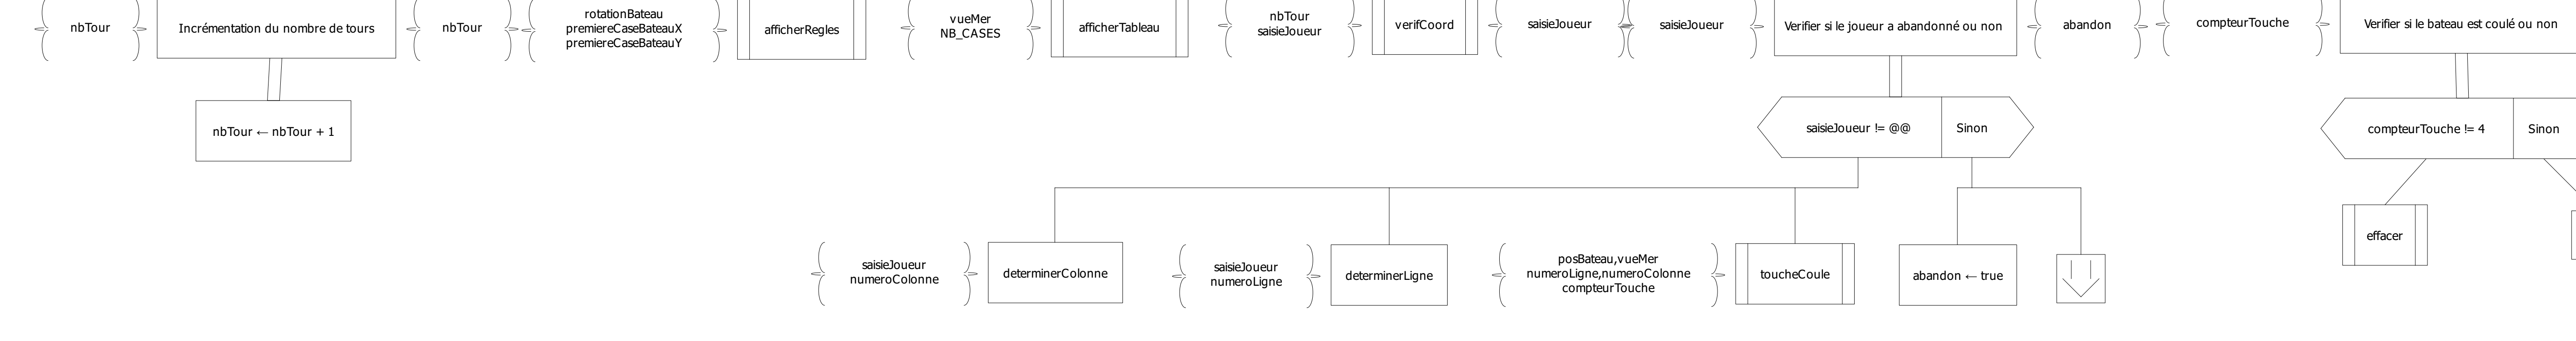 nbTour
Incrémentation du nombre de tours
nbTour
rotationBateau
premiereCaseBateauX
premiereCaseBateauY
afficherRegles
vueMer
NB_CASES
afficherTableau
nbTour
saisieJoueur
verifCoord
saisieJoueur
saisieJoueur
Verifier si le joueur a abandonné ou non
abandon
compteurTouche
Verifier si le bateau est coulé ou non
nbTour ← nbTour + 1
saisieJoueur != @@
Sinon
compteurTouche != 4
Sinon
effacer
saisieJoueur
numeroColonne
determinerColonne
saisieJoueur
numeroLigne
determinerLigne
posBateau,vueMer
numeroLigne,numeroColonne
compteurTouche
toucheCoule
abandon ← true